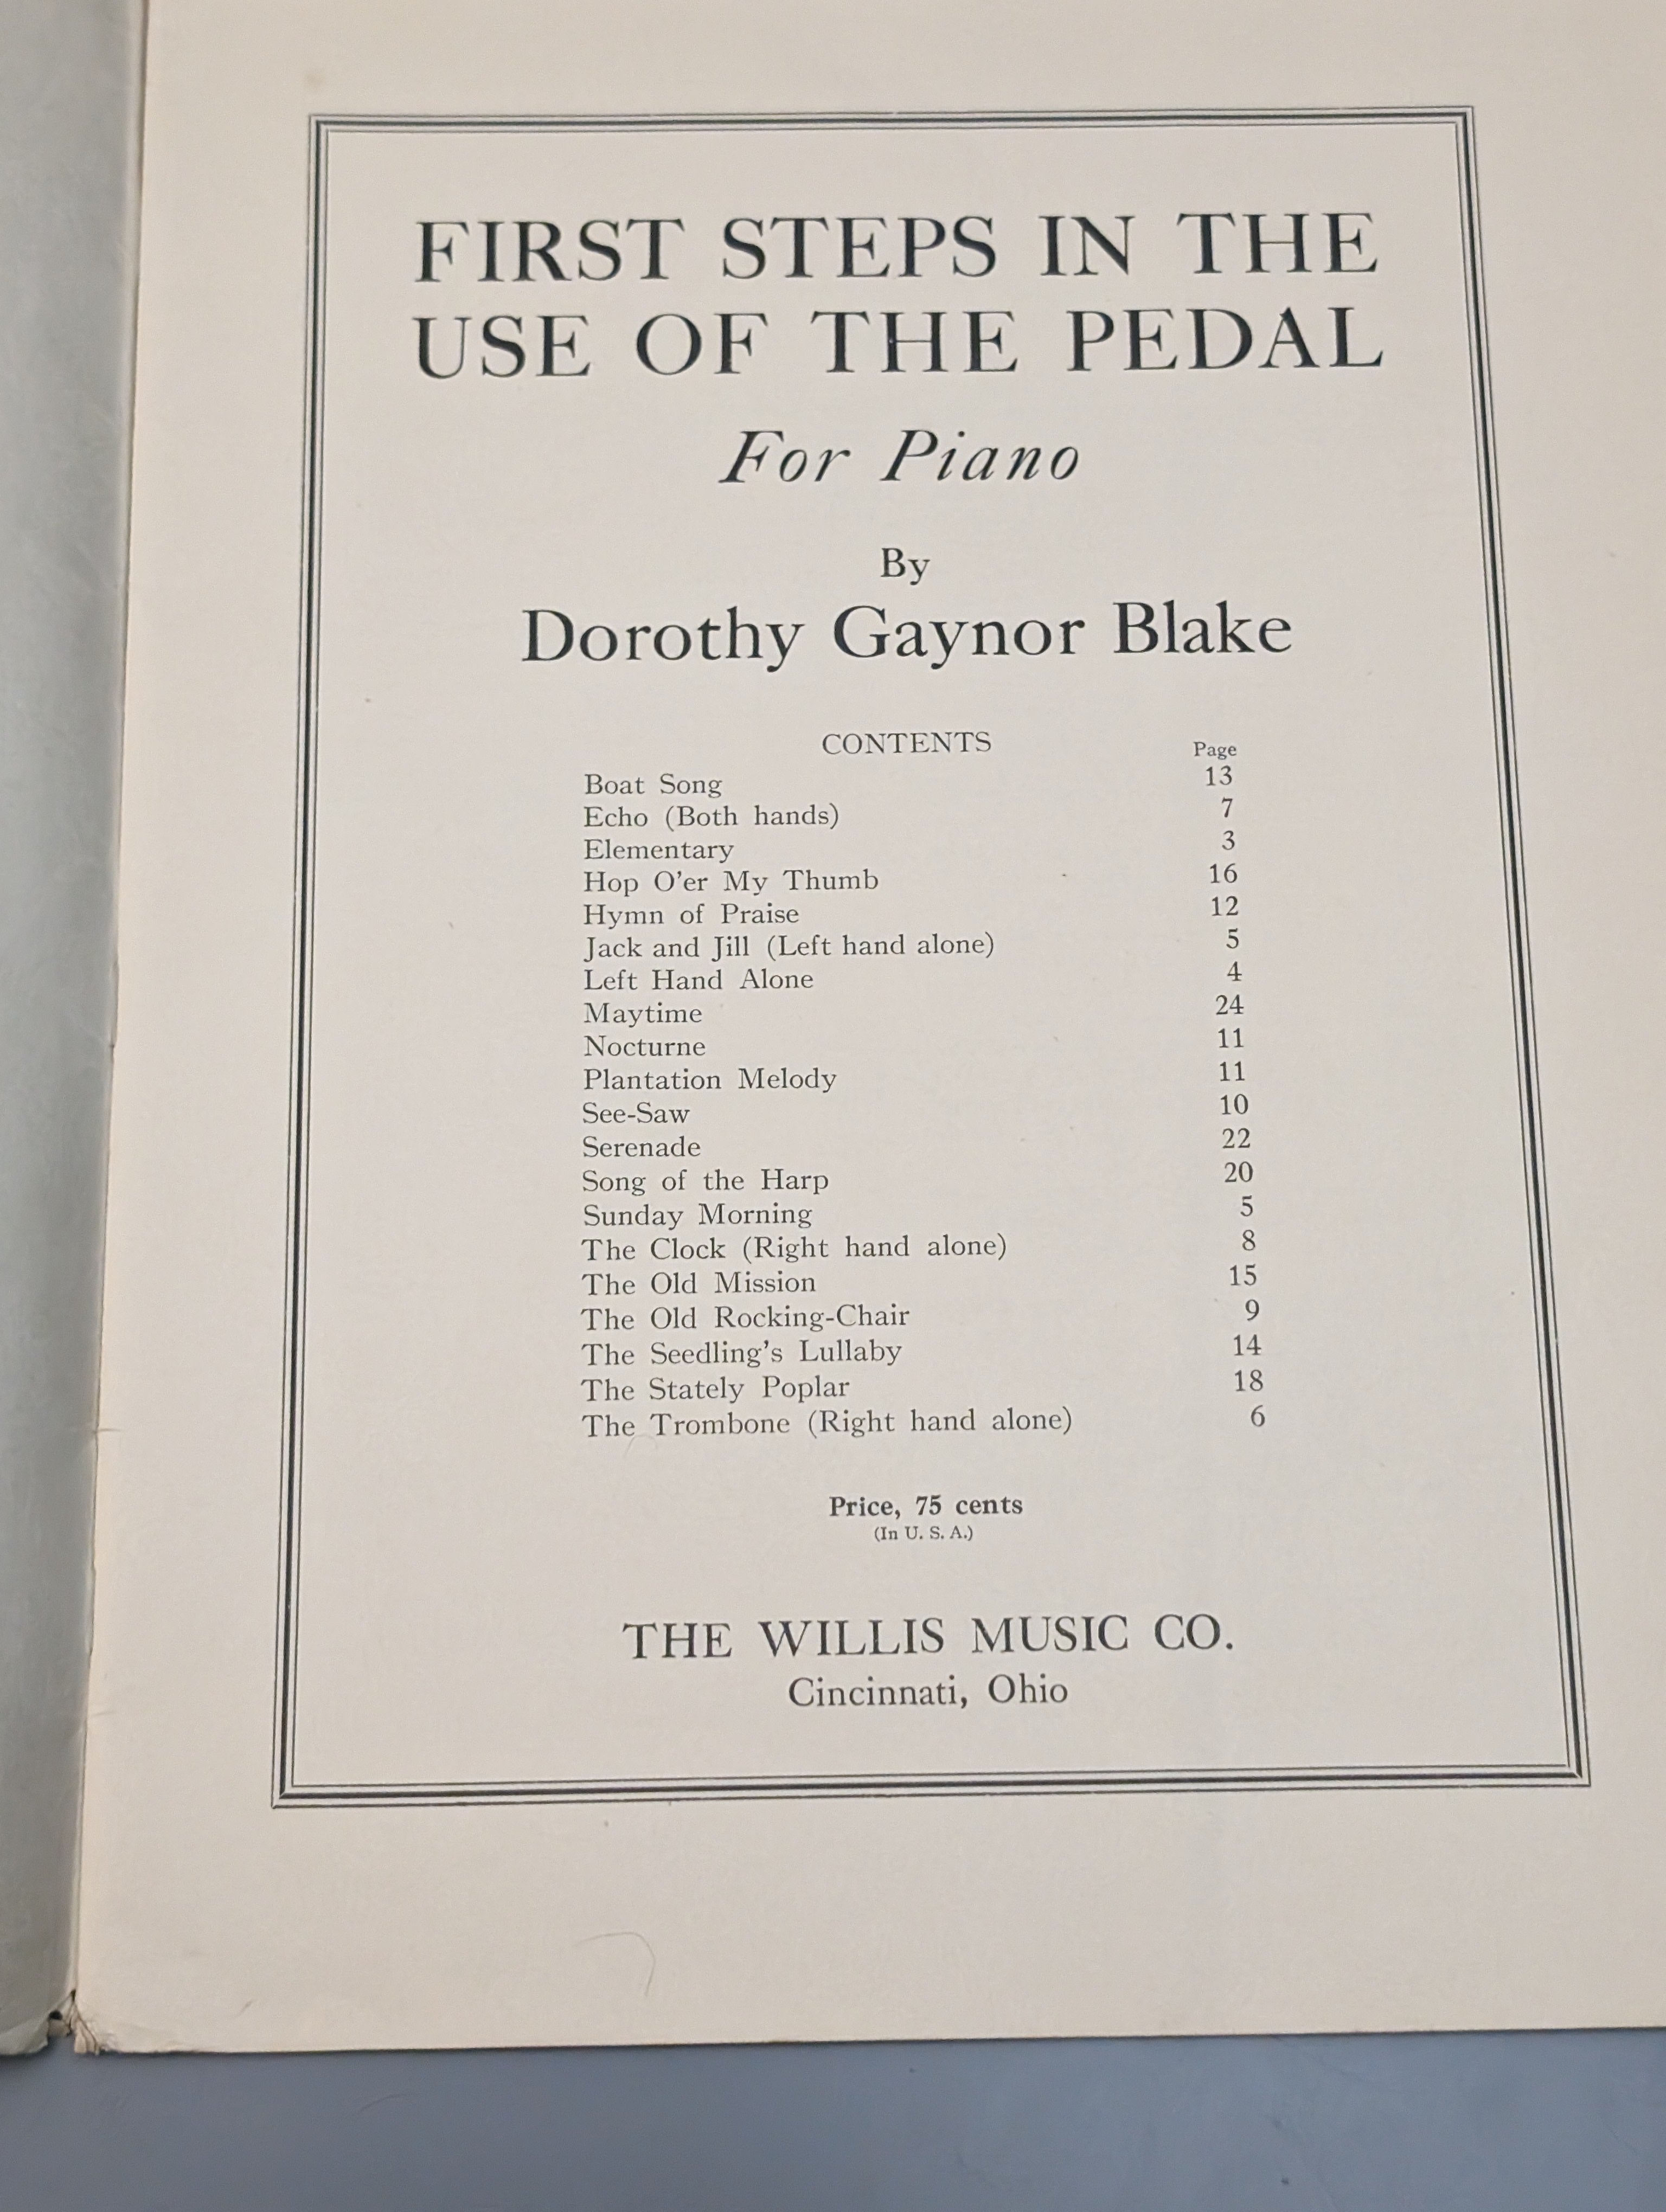 FIRST STEPS IN THE
USE OF THE PEDAL
For Piano
By
Dorothy Gaynor Blake
CONTENTS Page
Boat Song 13
Echo (Both hands) 7
Elementary 3
Hop O'er My Thumb 16
Hymn of Praise 12
Jack and Jill (Left hand alone) 5
Left Hand Alone 4
Maytime 24
Nocturne 11
Plantation Melody 11
See-Saw 10
Serenade 22
Song of the Harp 20
Sunday Morning 5
The Clock (Right hand alone) 8
The Old Mission 15
The Old Rocking-Chair 9
The Seedling's Lullaby 14
The Stately Poplar 18
The Trombone (Right hand alone) 6
Price, 75 cents
(In U. S. A.)
THE WILLIS MUSIC CO.
Cincinnati, Ohio